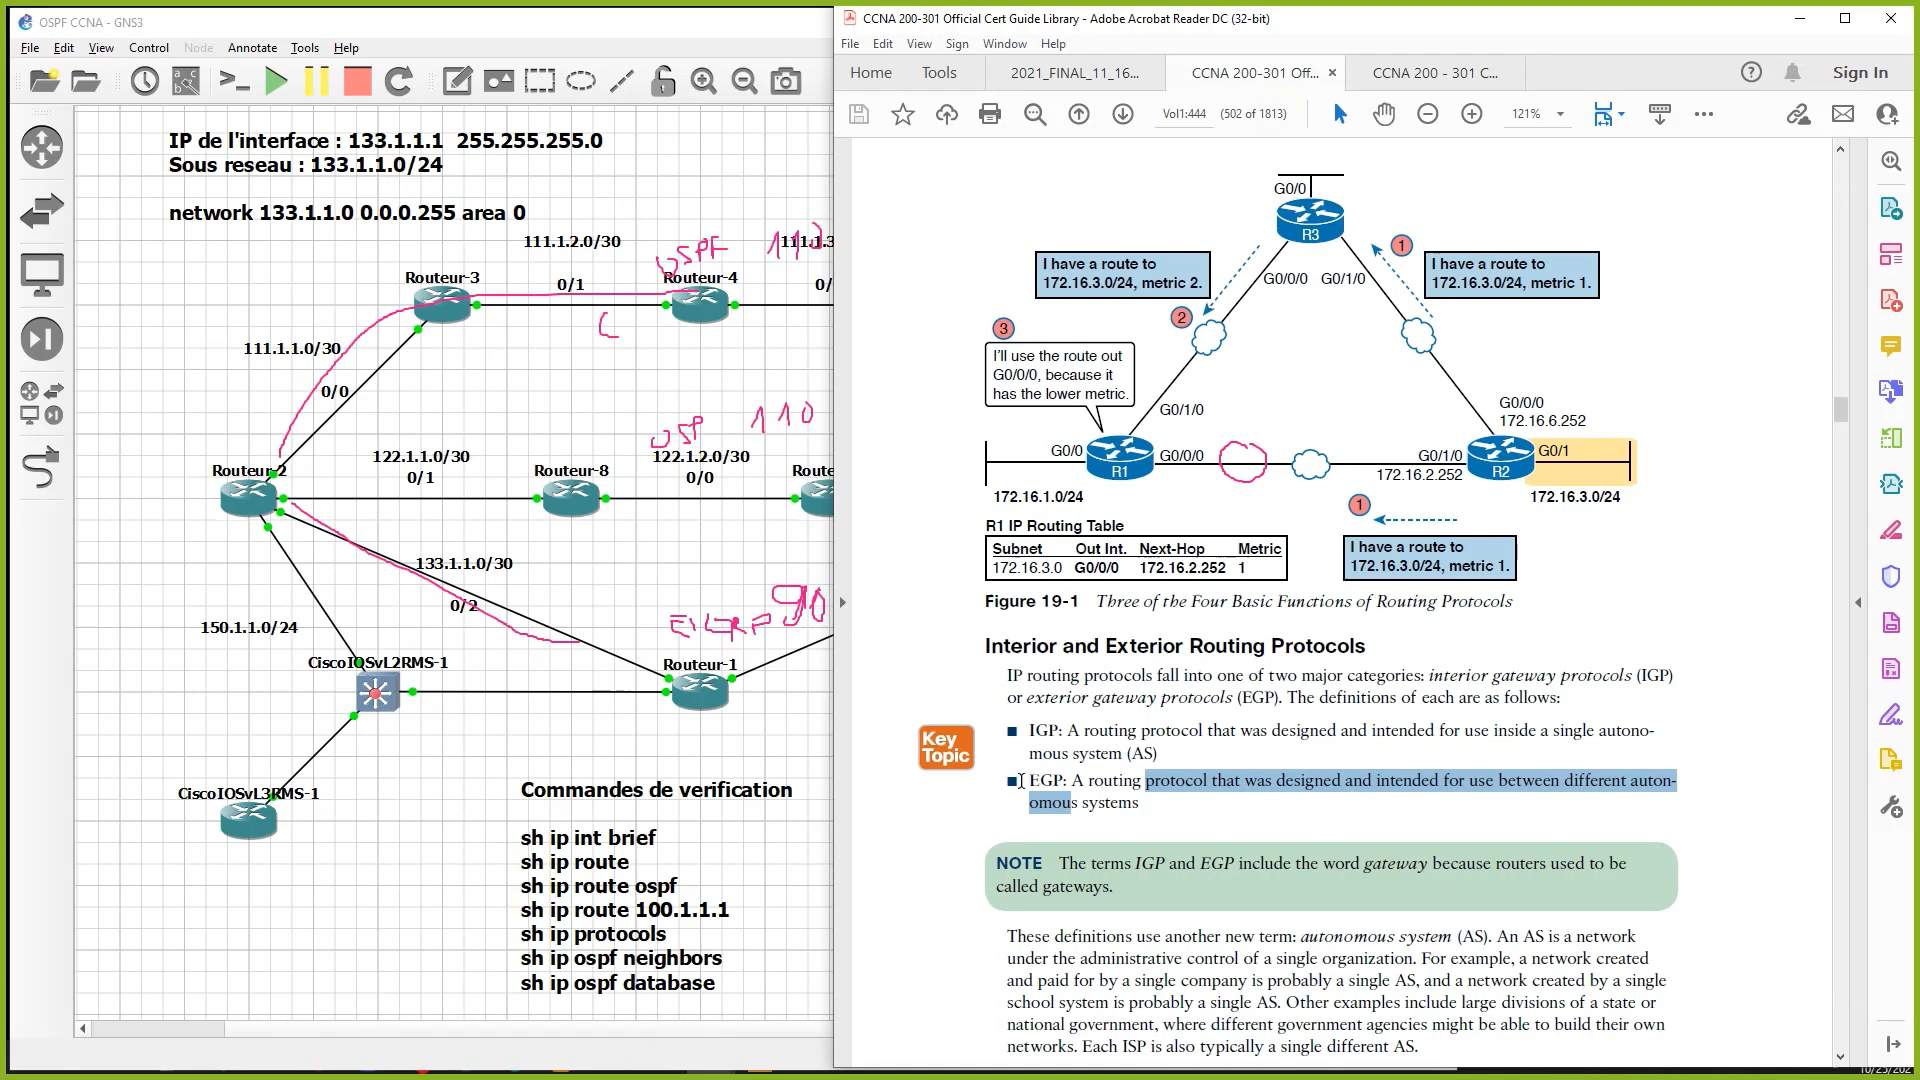 OSPF CCNA - GNS3
File Edit View Control Node Annotate Tools Help
IP de l'interface : 133.1.1.1 255.255.255.0
Sous reseau : 133.1.1.0/24
network 133.1.1.0 0.0.0.255 area 0
111.1.2.0/30
OSPF
110
111.1.3
Routeur-3
0/1
Routeur-4
0/
C
111.1.1.0/30
0/0
OSP
110
Routeur-2
122.1.1.0/30
0/1
Routeur-8
122.1.2.0/30
0/0
Route
133.1.1.0/30
0/2
EIGRP 90
150.1.1.0/24
CiscoIOSvL2RMS-1
Routeur-1
CiscoIOSvL3RMS-1
Commandes de verification
sh ip int brief
sh ip route
sh ip route ospf
sh ip route 100.1.1.1
sh ip protocols
sh ip ospf neighbors
sh ip ospf database
CCNA 200-301 Official Cert Guide Library - Adobe Acrobat Reader DC (32-bit)
File Edit View Sign Window Help
Home Tools 2021_FINAL_11_16... CCNA 200-301 Off... × CCNA 200 - 301 C... Sign In
Vol1:444 (502 of 1813) 121%
G0/0
R3
1
I have a route to
172.16.3.0/24, metric 2.
G0/0/0 G0/1/0
I have a route to
172.16.3.0/24, metric 1.
2
3
I'll use the route out
G0/0/0, because it
has the lower metric.
G0/1/0
G0/0/0
172.16.6.252
G0/0
R1
G0/0/0
G0/1/0
172.16.2.252
R2
G0/1
172.16.1.0/24
172.16.3.0/24
1
R1 IP Routing Table
Subnet Out Int. Next-Hop Metric
172.16.3.0 G0/0/0 172.16.2.252 1
I have a route to
172.16.3.0/24, metric 1.
Figure 19-1 Three of the Four Basic Functions of Routing Protocols
Interior and Exterior Routing Protocols
IP routing protocols fall into one of two major categories: interior gateway protocols (IGP)
or exterior gateway protocols (EGP). The definitions of each are as follows:
Key
Topic
■ IGP: A routing protocol that was designed and intended for use inside a single autono-
mous system (AS)
■ EGP: A routing protocol that was designed and intended for use between different auton-
omous systems
NOTE The terms IGP and EGP include the word gateway because routers used to be
called gateways.
These definitions use another new term: autonomous system (AS). An AS is a network
under the administrative control of a single organization. For example, a network created
and paid for by a single company is probably a single AS, and a network created by a single
school system is probably a single AS. Other examples include large divisions of a state or
national government, where different government agencies might be able to build their own
networks. Each ISP is also typically a single different AS.